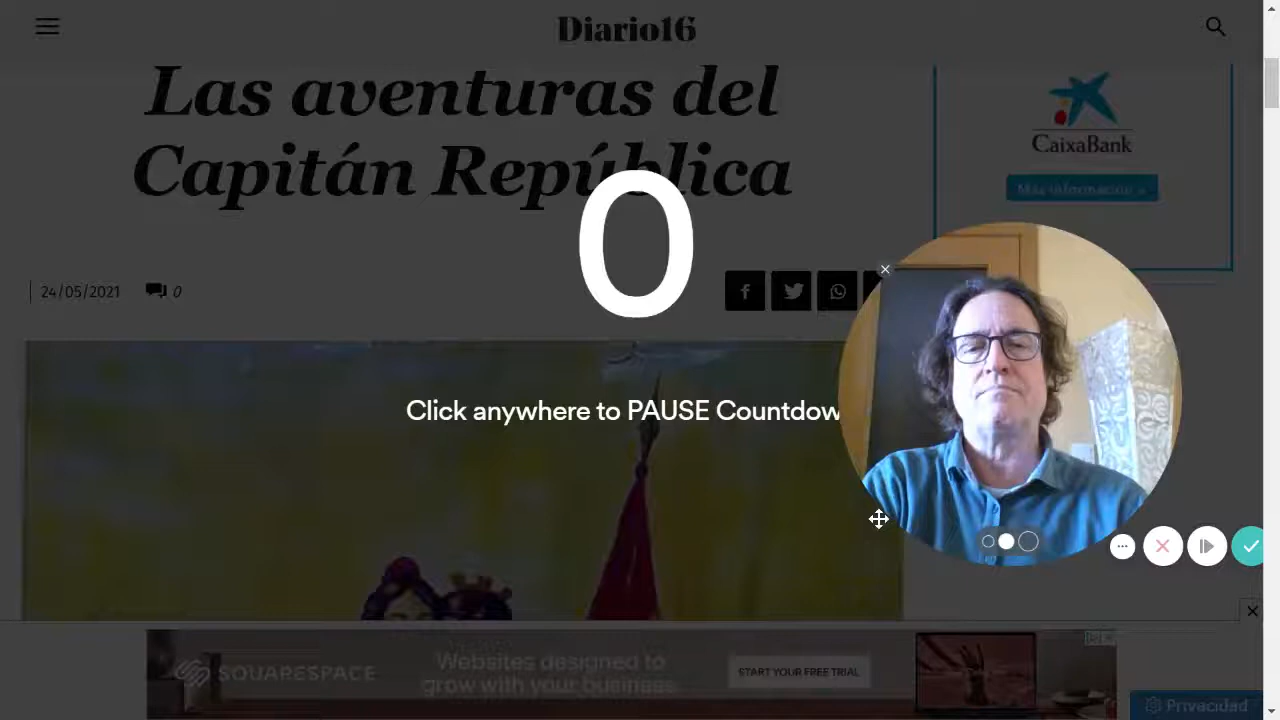 Diario16
Las aventuras del
Capitán República
0
24/05/2021
0
CaixaBank
Más información
Click anywhere to PAUSE Countdow
SQUARESPACE
Websites designed to
grow with your business.
START YOUR FREE TRIAL
Privacidad